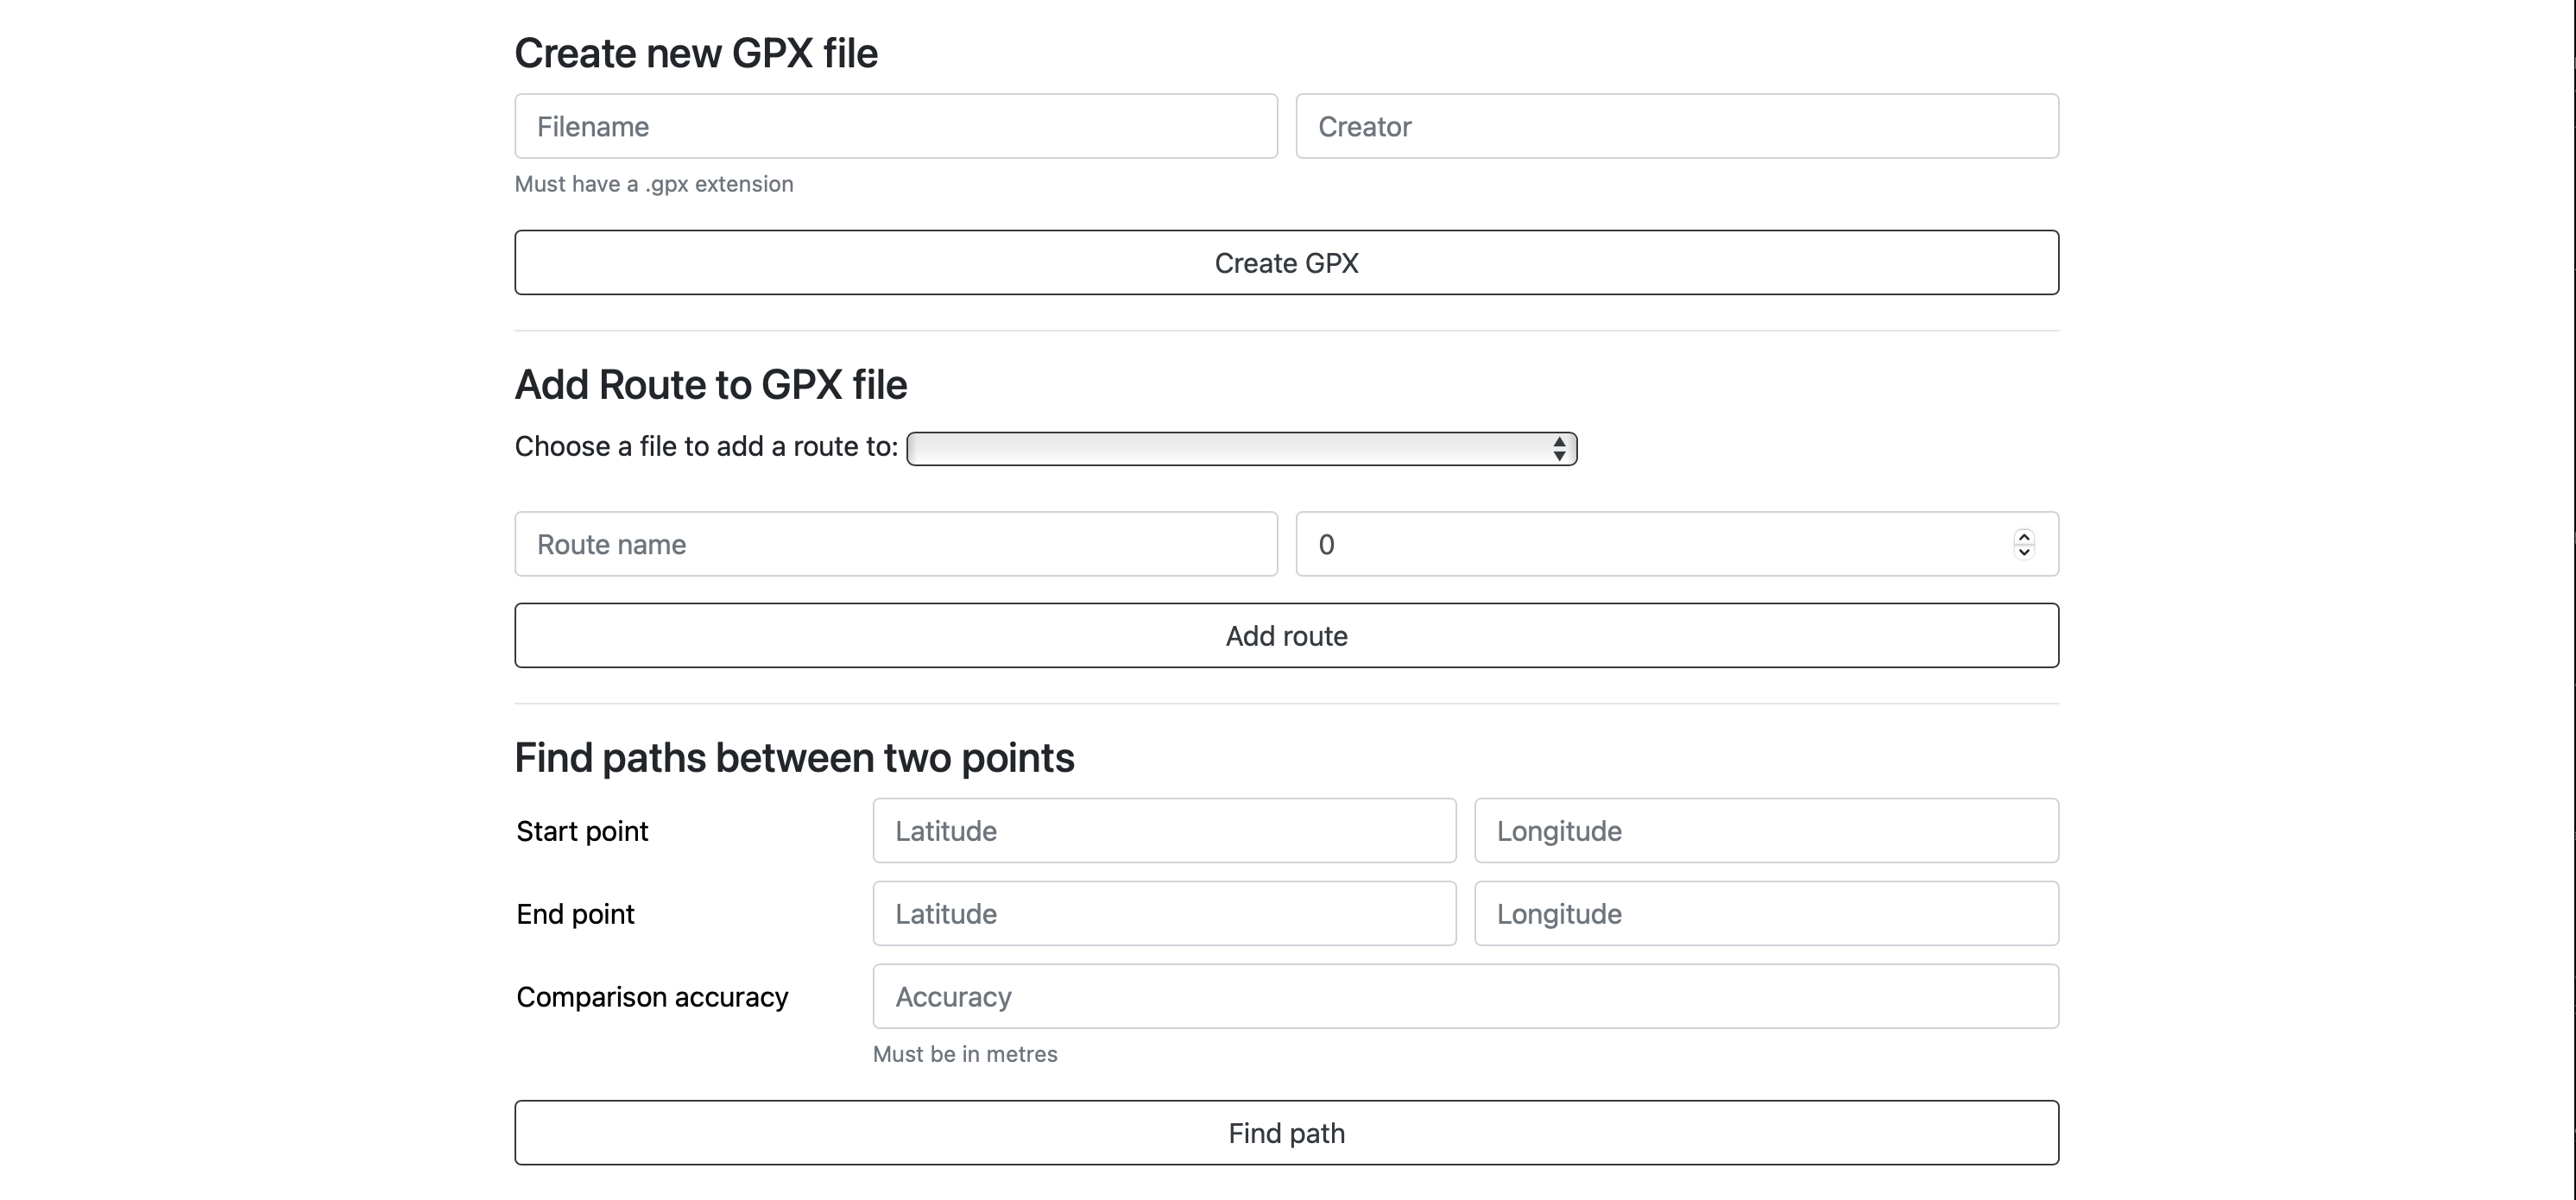 Create new GPX file
Filename Creator
Must have a .gpx extension
Create GPX
Add Route to GPX file
Choose a file to add a route to:
Route name 0
Add route
Find paths between two points
Start point Latitude Longitude
End point Latitude Longitude
Comparison accuracy Accuracy
Must be in metres
Find path